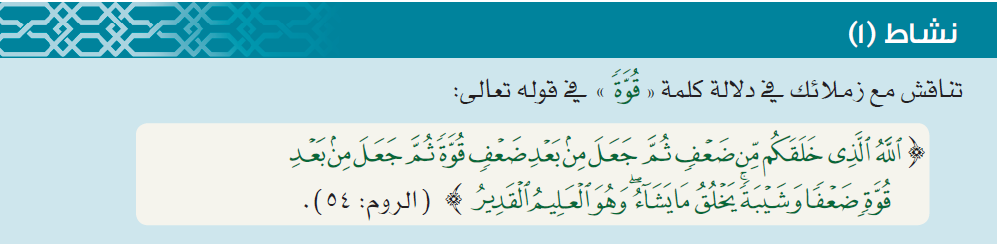 نشاط (١)
تناقش مع زملائك في دلالة كلمة « قُوَّةً » في قوله تعالى:
﴿ ٱللَّهُ ٱلَّذِى خَلَقَكُم مِّن ضَعْفٍ ثُمَّ جَعَلَ مِنۢ بَعْدِ ضَعْفٍ قُوَّةً ثُمَّ جَعَلَ مِنۢ بَعْدِ
قُوَّةٍ ضَعْفًا وَشَيْبَةً ۚ يَخْلُقُ مَا يَشَآءُ ۖ وَهُوَ ٱلْعَلِيمُ ٱلْقَدِيرُ ﴾ (الروم: ٥٤).